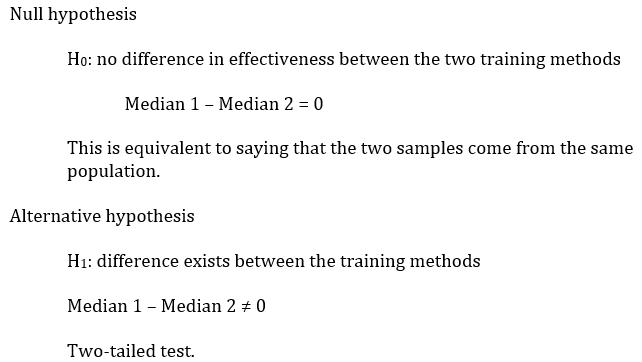 Null hypothesis
H0: no difference in effectiveness between the two training methods
Median 1 – Median 2 = 0
This is equivalent to saying that the two samples come from the same
population.
Alternative hypothesis
H1: difference exists between the training methods
Median 1 – Median 2 ≠ 0
Two-tailed test.